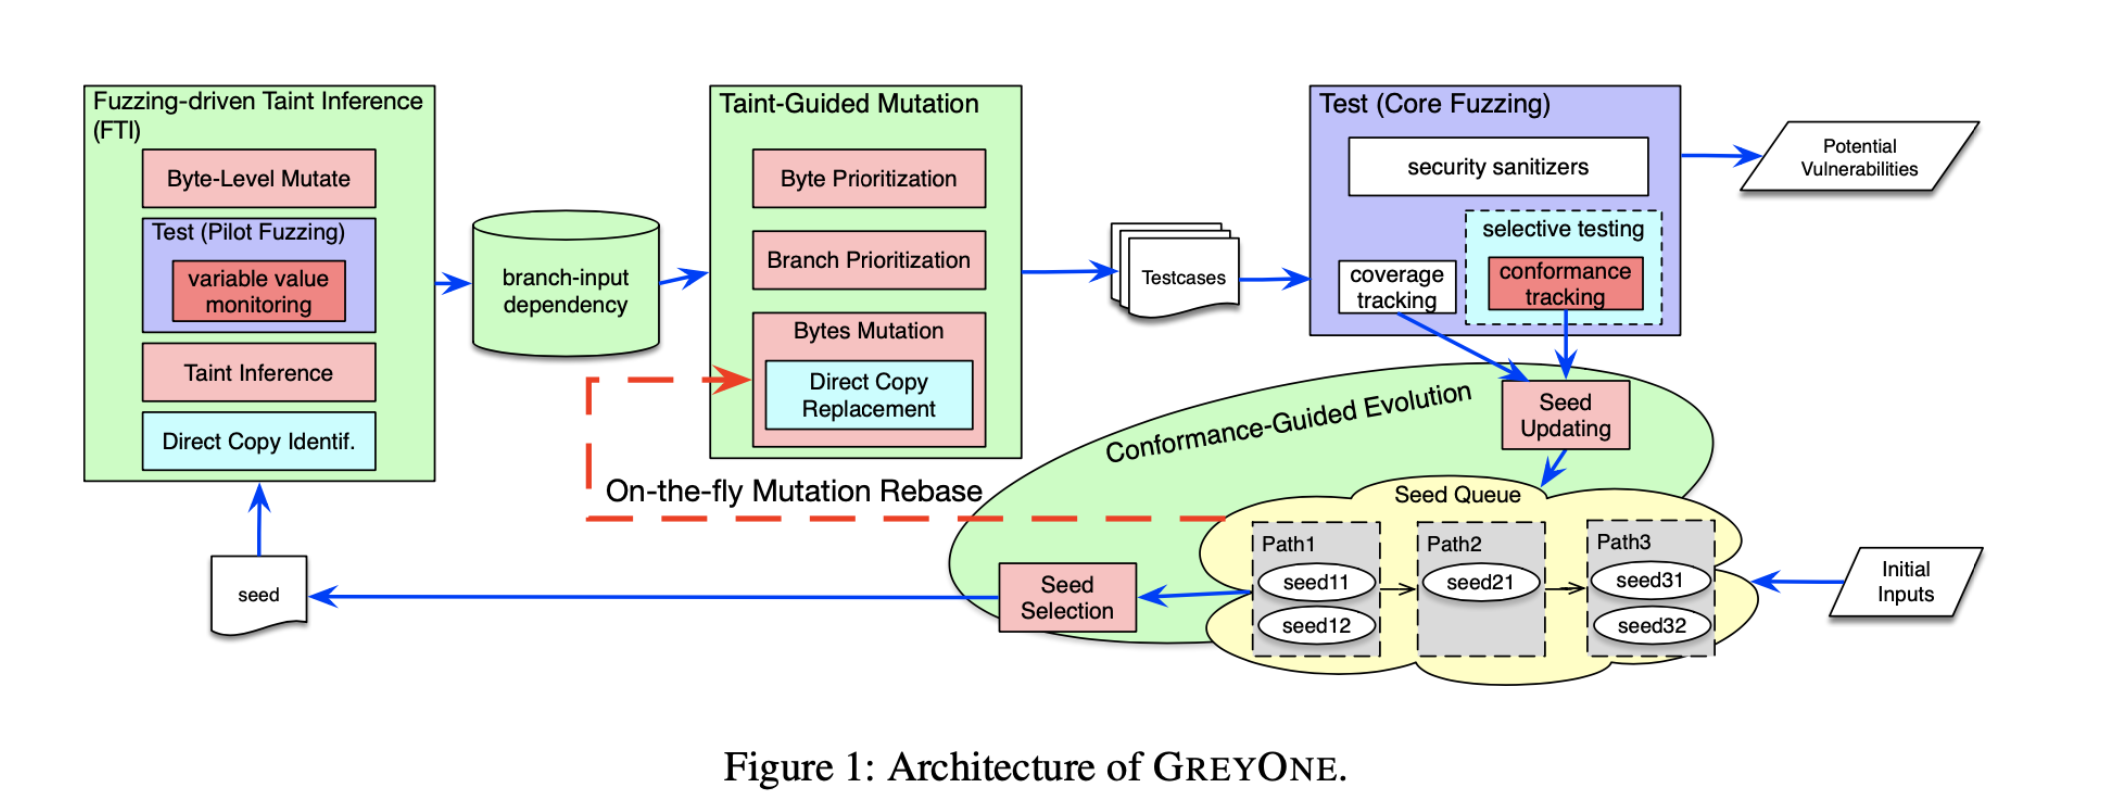 Fuzzing-driven Taint Inference
(FTI)
Byte-Level Mutate
Test (Pilot Fuzzing)
variable value
monitoring
Taint Inference
Direct Copy Identif.
branch-input
dependency
Taint-Guided Mutation
Byte Prioritization
Branch Prioritization
Bytes Mutation
Direct Copy
Replacement
Testcases
Test (Core Fuzzing)
security sanitizers
coverage
tracking
selective testing
conformance
tracking
Potential
Vulnerabilities
Conformance-Guided Evolution
Seed
Updating
On-the-fly Mutation Rebase
Seed Queue
Path1
seed11
seed12
Path2
seed21
Path3
seed31
seed32
Initial
Inputs
Seed
Selection
seed
Figure 1: Architecture of GREYONE.